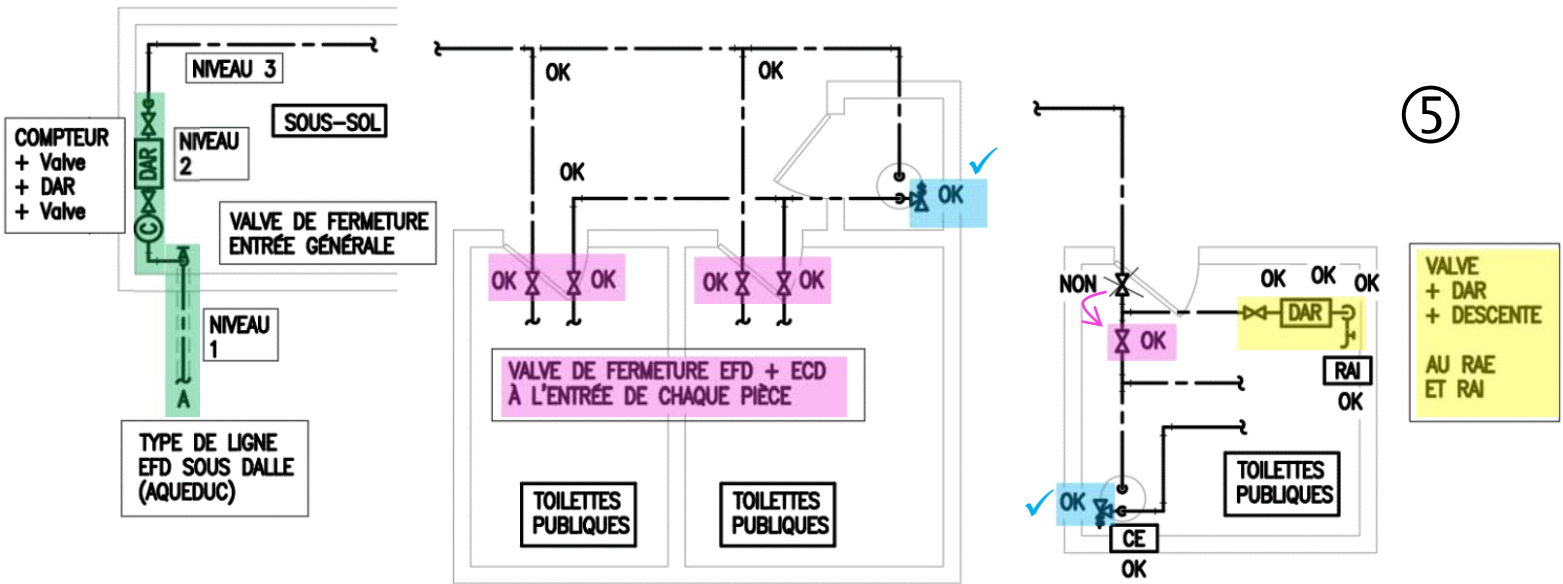 NIVEAU 3
SOUS-SOL
COMPTEUR
+ Valve
+ DAR
+ Valve
DAR
NIVEAU
2
C
VALVE DE FERMETURE
ENTRÉE GÉNÉRALE
NIVEAU
1
A
TYPE DE LIGNE
EFD SOUS DALLE
(AQUEDUC)
OK
OK
OK
OK
OK
OK
OK
OK
VALVE DE FERMETURE EFD + ECD
À L'ENTRÉE DE CHAQUE PIÈCE
TOILETTES
PUBLIQUES
TOILETTES
PUBLIQUES
5
NON
OK
OK
OK
OK
DAR
RAI
OK
TOILETTES
PUBLIQUES
OK
CE
OK
VALVE
+ DAR
+ DESCENTE
AU RAE
ET RAI